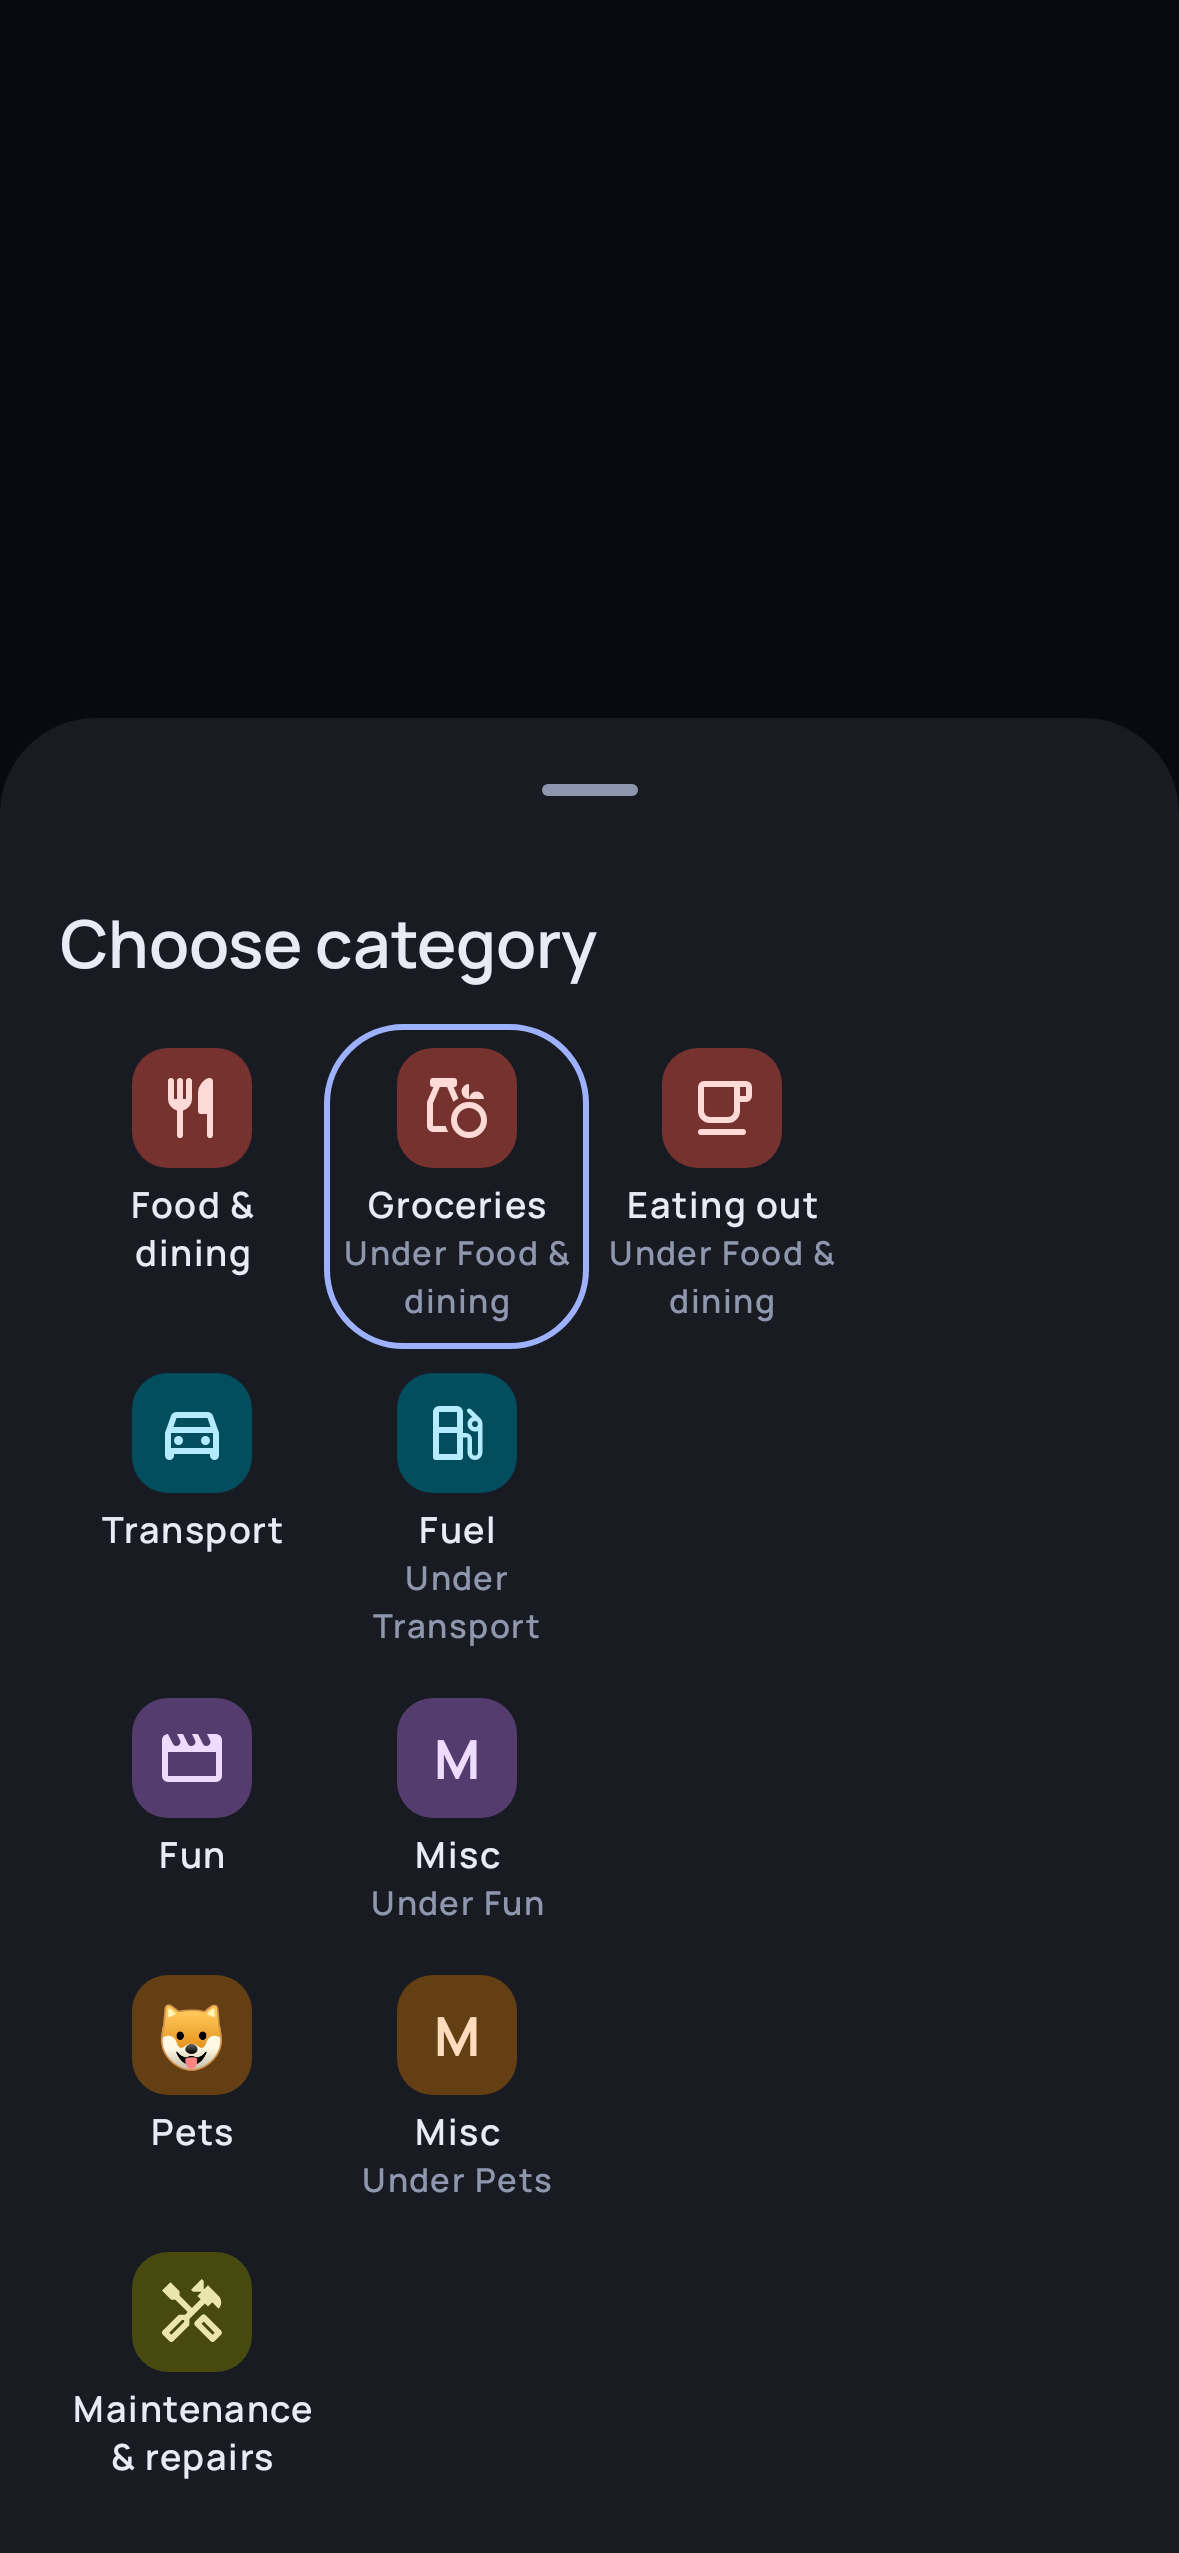 Choose category
Food &
dining
Groceries
Under Food &
dining
Eating out
Under Food &
dining
Transport
Fuel
Under
Transport
Fun
M
Misc
Under Fun
Pets
M
Misc
Under Pets
Maintenance
& repairs